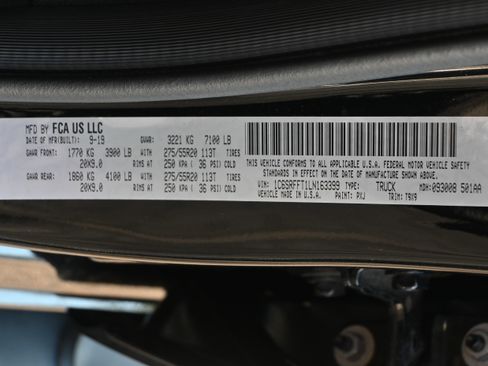 MFD BY FCA US LLC
DATE OF MFR(BUILT): 9-19 GVWR: 3221 KG 7100 LB
GAWR FRONT: 1770 KG 3900 LB WITH 275/55R20 113T TIRES
20X9.0 RIMS AT 250 KPA ( 36 PSI) COLD
GAWR REAR: 1860 KG 4100 LB WITH 275/55R20 113T TIRES
20X9.0 RIMS AT 250 KPA ( 36 PSI) COLD
THIS VEHICLE CONFORMS TO ALL APPLICABLE U.S.A. FEDERAL MOTOR VEHICLE SAFETY
STANDARDS IN EFFECT ON THE DATE OF MANUFACTURE SHOWN ABOVE
VIN: 1C6SRFFT1LN163399 TYPE: TRUCK MDH: 093008 501AA
VEHICLE MADE IN U.S.A. PAINT: PXJ TRIM: T9X9